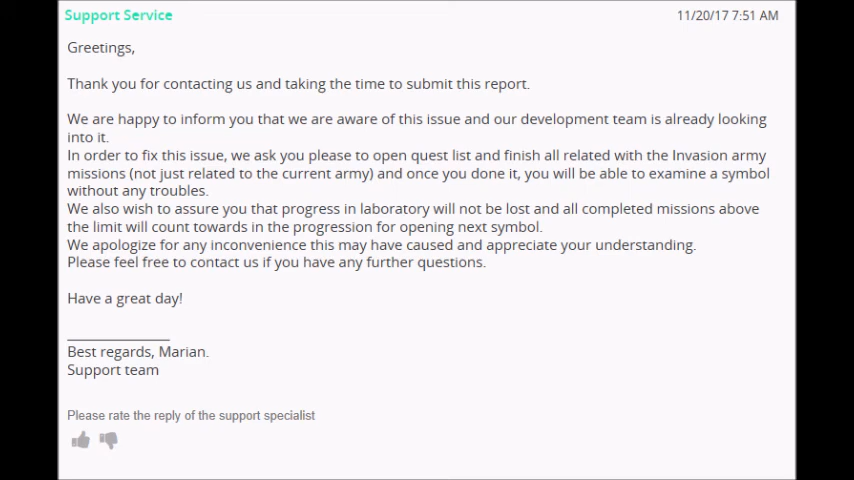 Support Service
11/20/17 7:51 AM
Greetings,
Thank you for contacting us and taking the time to submit this report.
We are happy to inform you that we are aware of this issue and our development team is already looking
into it.
In order to fix this issue, we ask you please to open quest list and finish all related with the Invasion army
missions (not just related to the current army) and once you done it, you will be able to examine a symbol
without any troubles.
We also wish to assure you that progress in laboratory will not be lost and all completed missions above
the limit will count towards in the progression for opening next symbol.
We apologize for any inconvenience this may have caused and appreciate your understanding.
Please feel free to contact us if you have any further questions.
Have a great day!
Best regards, Marian.
Support team
Please rate the reply of the support specialist